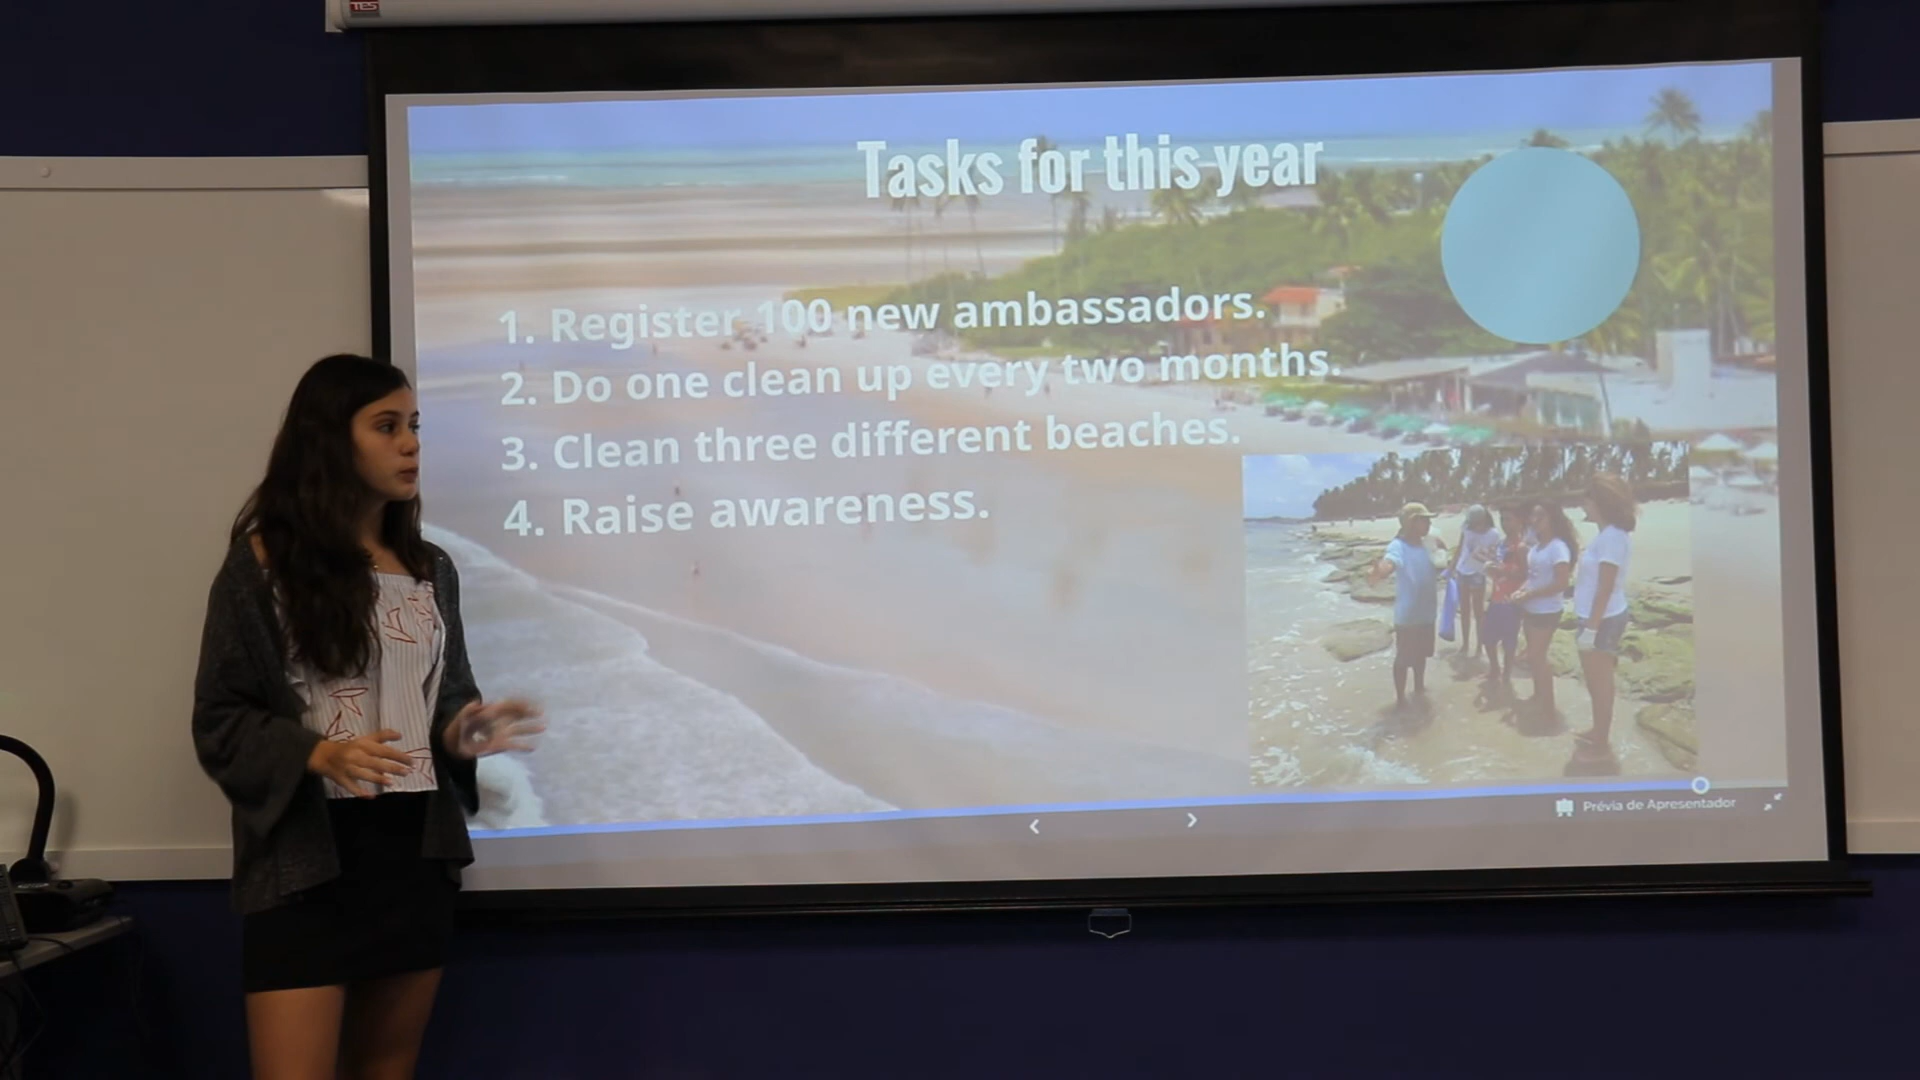 TES
Tasks for this year
1. Register 100 new ambassadors.
2. Do one clean up every two months.
3. Clean three different beaches.
4. Raise awareness.
Prévia de Apresentador